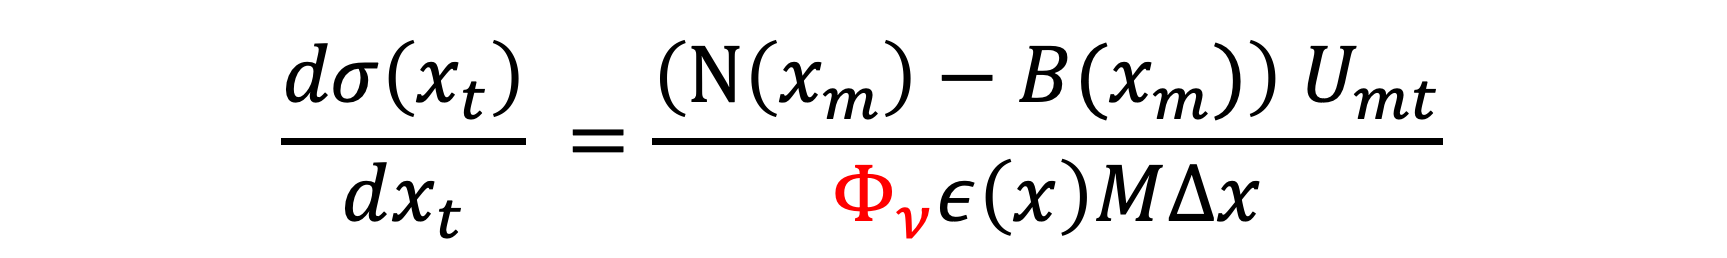 dσ(x_t)/dx_t = (N(x_m) − B(x_m)) U_mt / Φ_ν ϵ(x)MΔx